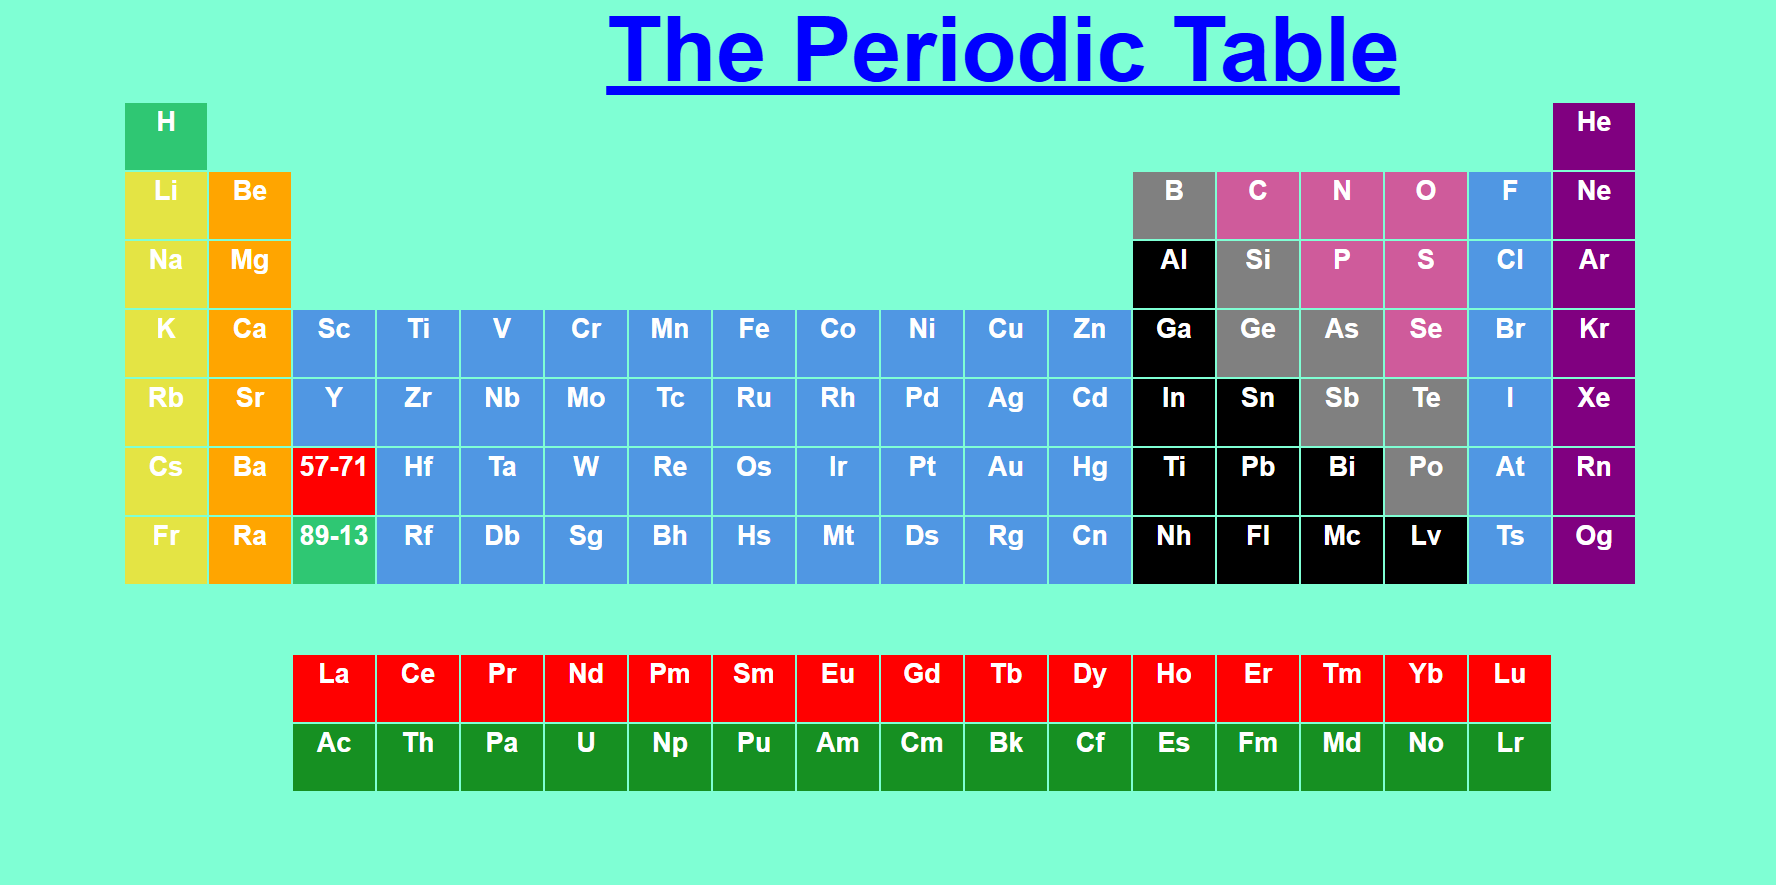 The Periodic Table
H He
Li Be B C N O F Ne
Na Mg Al Si P S Cl Ar
K Ca Sc Ti V Cr Mn Fe Co Ni Cu Zn Ga Ge As Se Br Kr
Rb Sr Y Zr Nb Mo Tc Ru Rh Pd Ag Cd In Sn Sb Te I Xe
Cs Ba 57-71 Hf Ta W Re Os Ir Pt Au Hg Ti Pb Bi Po At Rn
Fr Ra 89-13 Rf Db Sg Bh Hs Mt Ds Rg Cn Nh Fl Mc Lv Ts Og
La Ce Pr Nd Pm Sm Eu Gd Tb Dy Ho Er Tm Yb Lu
Ac Th Pa U Np Pu Am Cm Bk Cf Es Fm Md No Lr